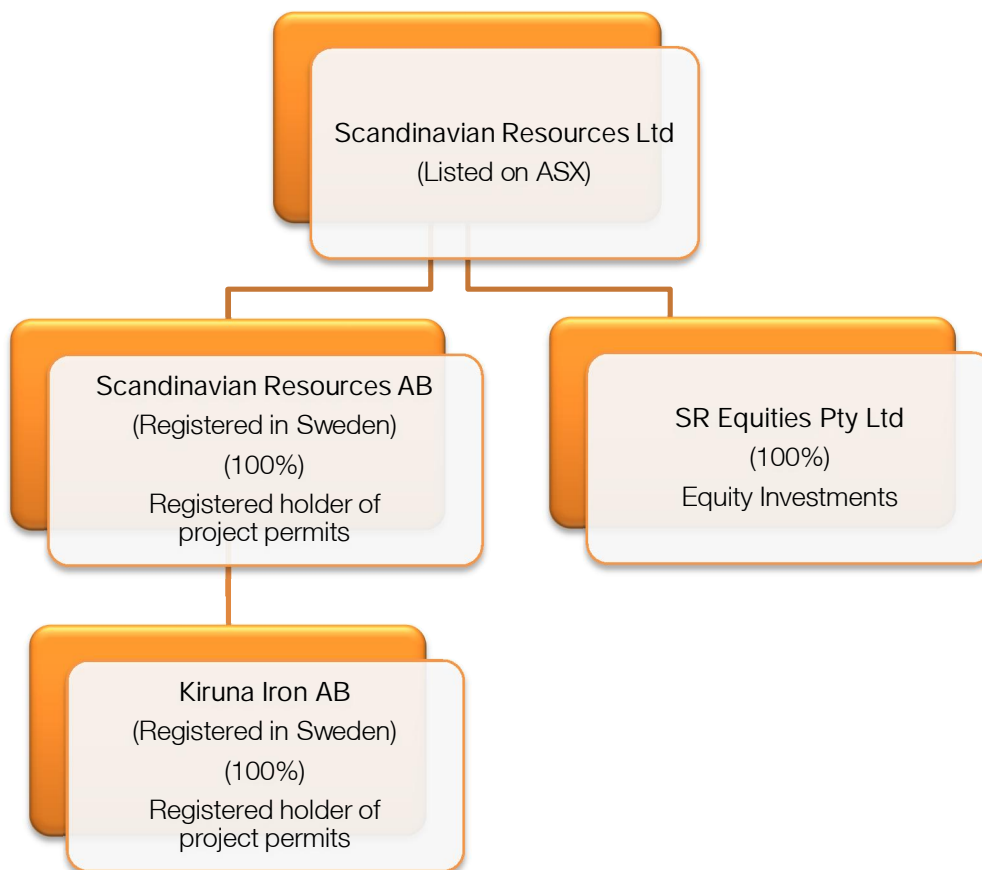 Scandinavian Resources Ltd
(Listed on ASX)
Scandinavian Resources AB
(Registered in Sweden)
(100%)
Registered holder of
project permits
SR Equities Pty Ltd
(100%)
Equity Investments
Kiruna Iron AB
(Registered in Sweden)
(100%)
Registered holder of
project permits